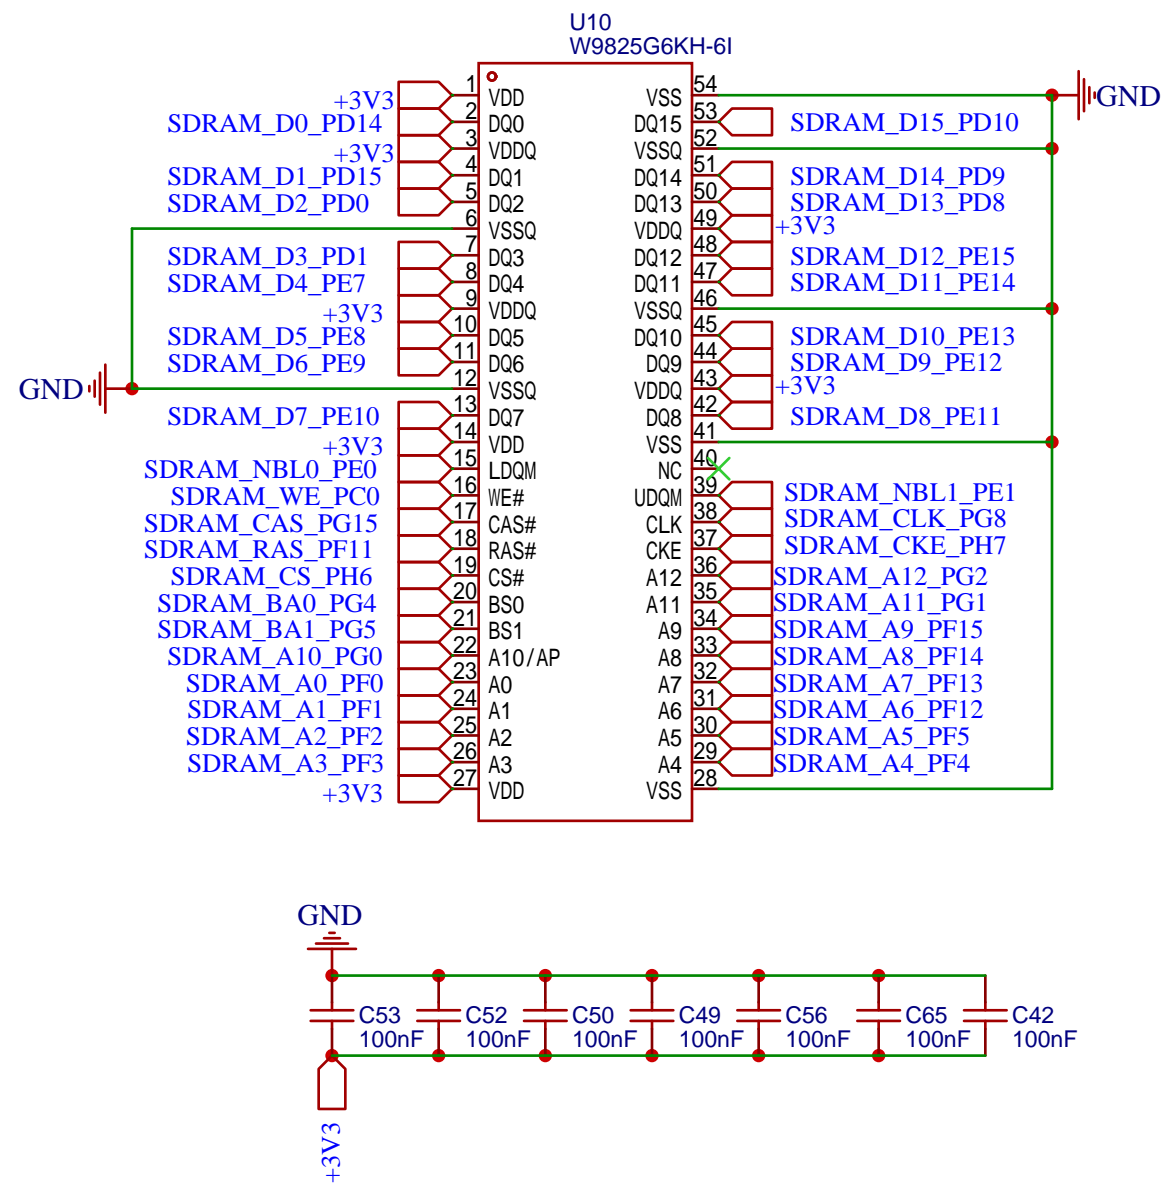 U10
W9825G6KH-6I
+3V3 1 VDD VSS 54 GND
SDRAM_D0_PD14 2 DQ0 DQ15 53 SDRAM_D15_PD10
+3V3 3 VDDQ VSSQ 52
SDRAM_D1_PD15 4 DQ1 DQ14 51 SDRAM_D14_PD9
SDRAM_D2_PD0 5 DQ2 DQ13 50 SDRAM_D13_PD8
6 VSSQ VDDQ 49 +3V3
SDRAM_D3_PD1 7 DQ3 DQ12 48 SDRAM_D12_PE15
SDRAM_D4_PE7 8 DQ4 DQ11 47 SDRAM_D11_PE14
+3V3 9 VDDQ VSSQ 46
SDRAM_D5_PE8 10 DQ5 DQ10 45 SDRAM_D10_PE13
SDRAM_D6_PE9 11 DQ6 DQ9 44 SDRAM_D9_PE12
GND 12 VSSQ VDDQ 43 +3V3
SDRAM_D7_PE10 13 DQ7 DQ8 42 SDRAM_D8_PE11
+3V3 14 VDD VSS 41
SDRAM_NBL0_PE0 15 LDQM NC 40
SDRAM_WE_PC0 16 WE# UDQM 39 SDRAM_NBL1_PE1
SDRAM_CAS_PG15 17 CAS# CLK 38 SDRAM_CLK_PG8
SDRAM_RAS_PF11 18 RAS# CKE 37 SDRAM_CKE_PH7
SDRAM_CS_PH6 19 CS# A12 36 SDRAM_A12_PG2
SDRAM_BA0_PG4 20 BS0 A11 35 SDRAM_A11_PG1
SDRAM_BA1_PG5 21 BS1 A9 34 SDRAM_A9_PF15
SDRAM_A10_PG0 22 A10/AP A8 33 SDRAM_A8_PF14
SDRAM_A0_PF0 23 A0 A7 32 SDRAM_A7_PF13
SDRAM_A1_PF1 24 A1 A6 31 SDRAM_A6_PF12
SDRAM_A2_PF2 25 A2 A5 30 SDRAM_A5_PF5
SDRAM_A3_PF3 26 A3 A4 29 SDRAM_A4_PF4
+3V3 27 VDD VSS 28
GND
C53 C52 C50 C49 C56 C65 C42
100nF 100nF 100nF 100nF 100nF 100nF 100nF
+3V3